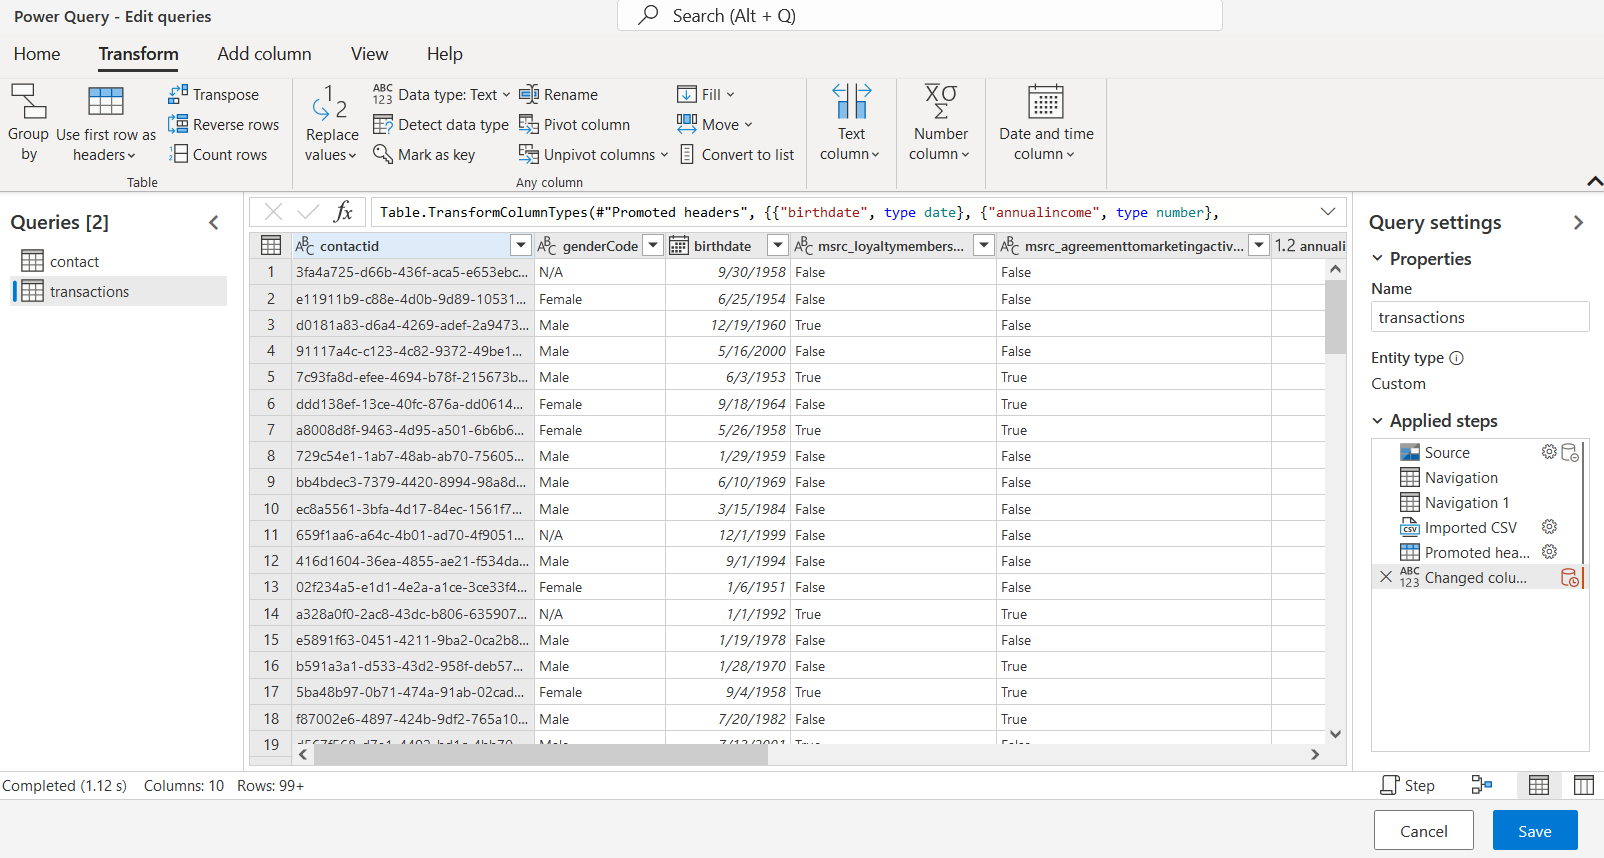 Power Query - Edit queries
Search (Alt + Q)
Home Transform Add column View Help
Group by
Use first row as headers
Transpose
Reverse rows
Count rows
Table
Replace values
Data type: Text
Detect data type
Mark as key
Rename
Pivot column
Unpivot columns
Fill
Move
Convert to list
Any column
Text column
Number column
Date and time column
Queries [2]
contact
transactions
fx Table.TransformColumnTypes(#"Promoted headers", {{"birthdate", type date}, {"annualincome", type number},
contactid genderCode birthdate msrc_loyaltymembers... msrc_agreementtomarketingactiv... 1.2 annuali
1 3fa4a725-d66b-436f-aca5-e653ebc... N/A 9/30/1958 False False
2 e11911b9-c88e-4d0b-9d89-10531... Female 6/25/1954 False False
3 d0181a83-d6a4-4269-adef-2a9473... Male 12/19/1960 True False
4 91117a4c-c123-4c82-9372-49be1... Male 5/16/2000 False False
5 7c93fa8d-efee-4694-b78f-215673b... Male 6/3/1953 True True
6 ddd138ef-13ce-40fc-876a-dd0614... Female 9/18/1964 False True
7 a8008d8f-9463-4d95-a501-6b6b6... Female 5/26/1958 True True
8 729c54e1-1ab7-48ab-ab70-75605... Male 1/29/1959 False False
9 bb4bdec3-7379-4420-8994-98a8d... Male 6/10/1969 False False
10 ec8a5561-3bfa-4d17-84ec-1561f7... Male 3/15/1984 False False
11 659f1aa6-a64c-4b01-ad70-4f9051... N/A 12/1/1999 False False
12 416d1604-36ea-4855-ae21-f534da... Male 9/1/1994 False False
13 02f234a5-e1d1-4e2a-a1ce-3ce33f4... Female 1/6/1951 False False
14 a328a0f0-2ac8-43dc-b806-635907... N/A 1/1/1992 True True
15 e5891f63-0451-4211-9ba2-0ca2b8... Male 1/19/1978 False False
16 b591a3a1-d533-43d2-958f-deb57... Male 1/28/1970 False True
17 5ba48b97-0b71-474a-91ab-02cad... Female 9/4/1958 True True
18 f87002e6-4897-424b-9df2-765a10... Male 7/20/1982 False True
19
Completed (1.12 s) Columns: 10 Rows: 99+
Query settings
Properties
Name
transactions
Entity type
Custom
Applied steps
Source
Navigation
Navigation 1
Imported CSV
Promoted hea...
Changed colu...
Step
Cancel Save